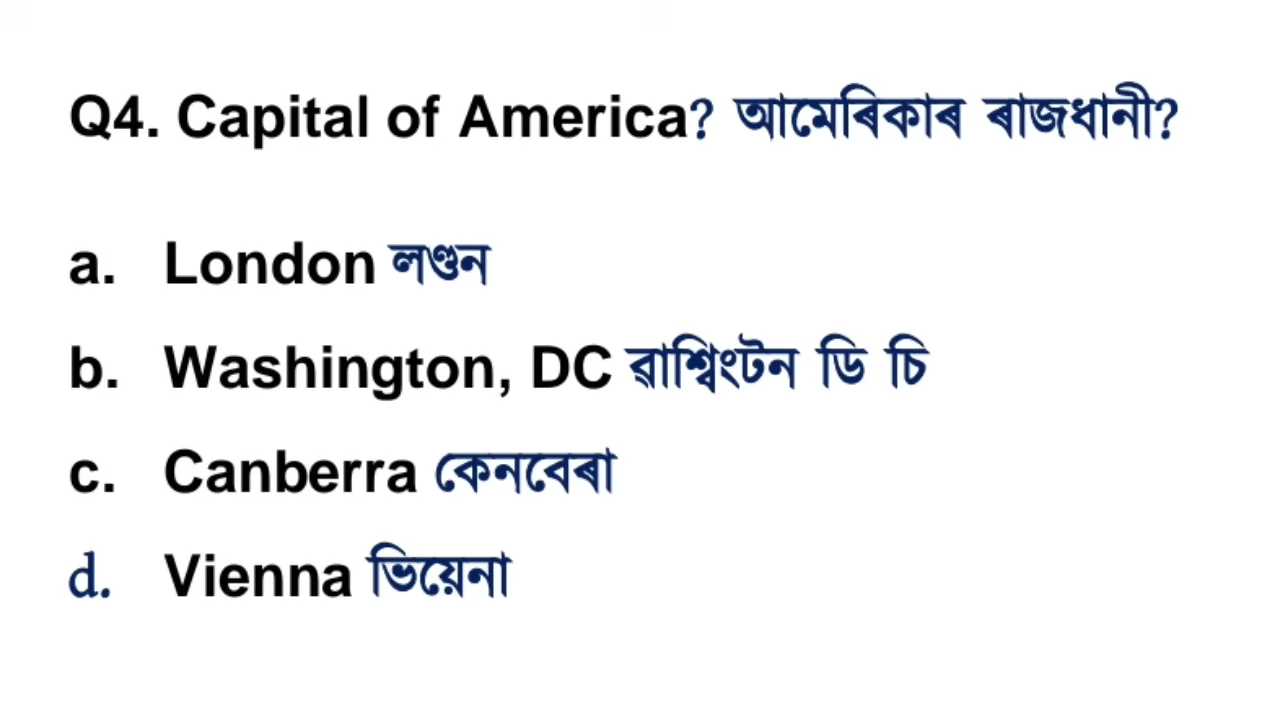 Q4. Capital of America? আমেৰিকাৰ ৰাজধানী?
a. London লণ্ডন
b. Washington, DC ৱাশ্বিংটন ডি চি
c. Canberra কেনবেৰা
d. Vienna ভিয়েনা